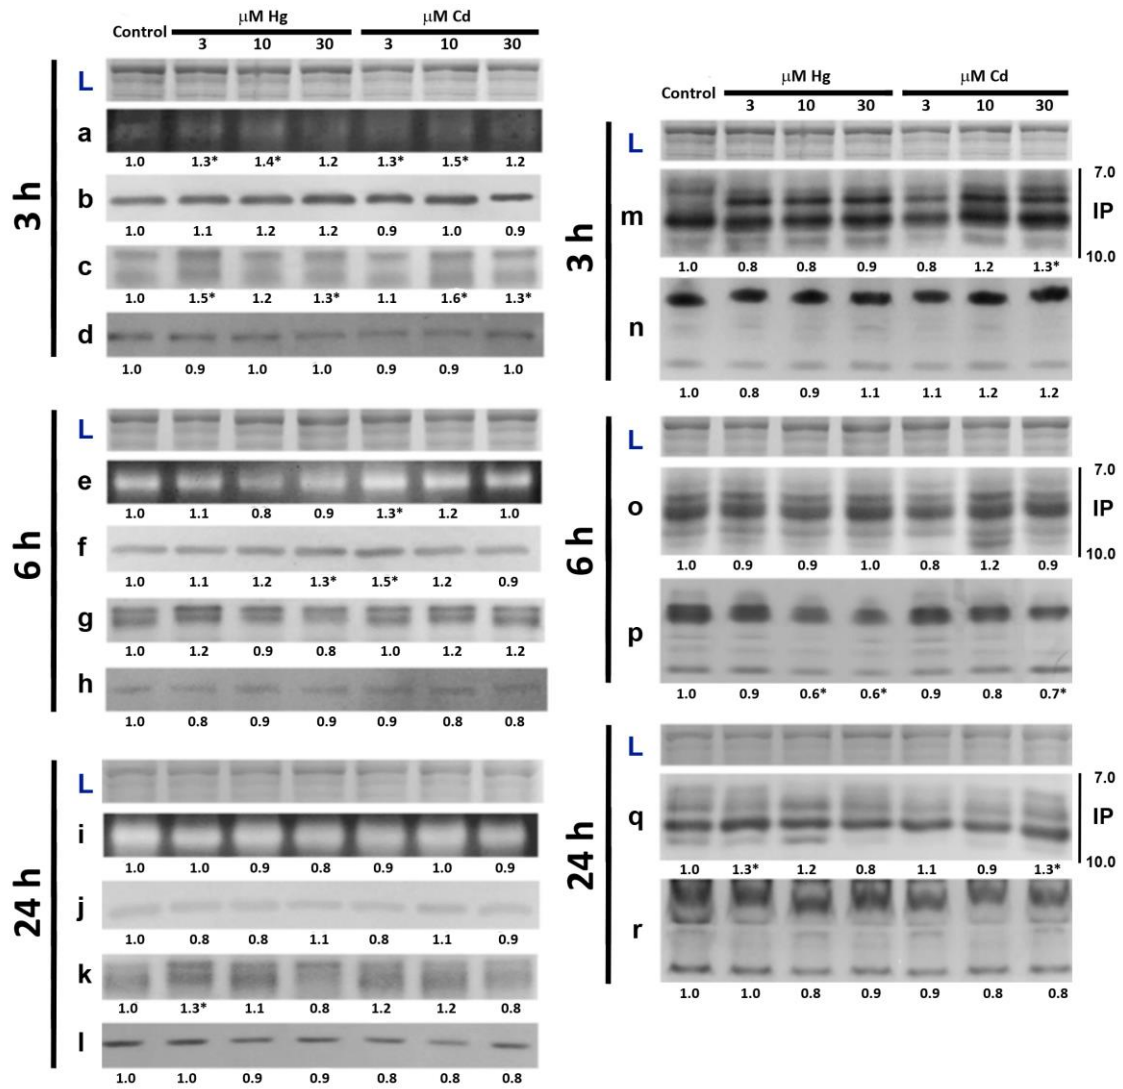 μM Hg μM Cd
Control 3 10 30 3 10 30
3 h
L
a
1.0 1.3* 1.4* 1.2 1.3* 1.5* 1.2
b
1.0 1.1 1.2 1.2 0.9 1.0 0.9
c
1.0 1.5* 1.2 1.3* 1.1 1.6* 1.3*
d
1.0 0.9 1.0 1.0 0.9 0.9 1.0
6 h
L
e
1.0 1.1 0.8 0.9 1.3* 1.2 1.0
f
1.0 1.1 1.2 1.3* 1.5* 1.2 0.9
g
1.0 1.2 0.9 0.8 1.0 1.2 1.2
h
1.0 0.8 0.9 0.9 0.9 0.8 0.8
24 h
L
i
1.0 1.0 0.9 0.8 0.9 1.0 0.9
j
1.0 0.8 0.8 1.1 0.8 1.1 0.9
k
1.0 1.3* 1.1 0.8 1.2 1.2 0.8
l
1.0 1.0 0.9 0.9 0.8 0.8 0.8
μM Hg μM Cd
Control 3 10 30 3 10 30
3 h
L
7.0
m IP
10.0
1.0 0.8 0.8 0.9 0.8 1.2 1.3*
n
1.0 0.8 0.9 1.1 1.1 1.2 1.2
6 h
L
7.0
o IP
10.0
1.0 0.9 0.9 1.0 0.8 1.2 0.9
p
1.0 0.9 0.6* 0.6* 0.9 0.8 0.7*
24 h
L
7.0
q IP
10.0
1.0 1.3* 1.2 0.8 1.1 0.9 1.3*
r
1.0 1.0 0.8 0.9 0.9 0.8 0.8